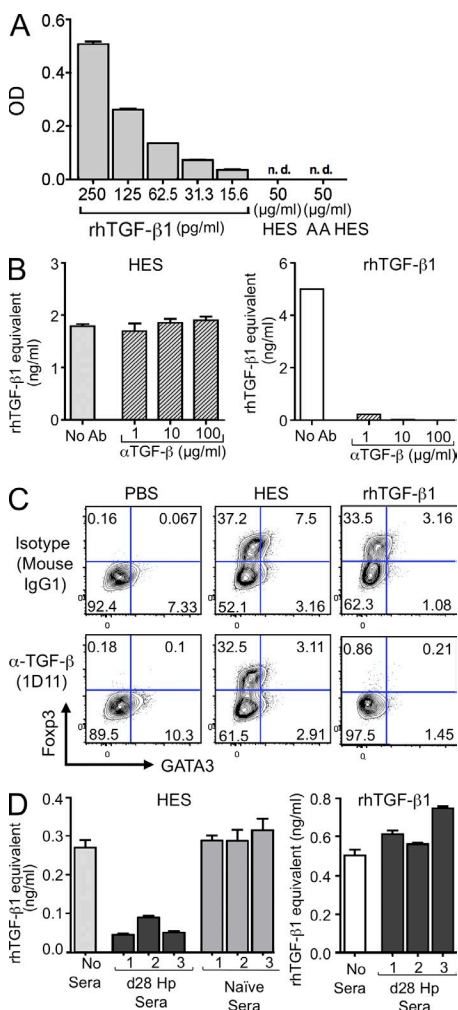 A
OD
0.6
0.4
0.2
0.0
250 125 62.5 31.3 15.6 50 50
n. d. n. d.
(µg/ml) (µg/ml)
rhTGF-β1 (pg/ml) HES AA HES
B
HES
rhTGF-β1 equivalent
(ng/ml)
3
2
1
0
No Ab 1 10 100
αTGF-β (µg/ml)
rhTGF-β1
rhTGF-β1 equivalent
(ng/ml)
6
4
2
0
No Ab 1 10 100
αTGF-β (µg/ml)
C
PBS HES rhTGF-β1
Isotype
(Mouse
IgG1)
0.16 0.067
92.4 7.33
37.2 7.5
52.1 3.16
33.5 3.16
62.3 1.08
0 0 0
α-TGF-β
(1D11)
0.18 0.1
89.5 10.3
32.5 3.11
61.5 2.91
0.86 0.21
97.5 1.45
0 0 0
Foxp3
GATA3
D
HES
rhTGF-β1 equivalent
(ng/ml)
0.4
0.3
0.2
0.1
0.0
No
Sera
1 2 3 1 2 3
d28 Hp
Sera
Naïve
Sera
rhTGF-β1
rhTGF-β1 equivalent (ng/ml)
0.8
0.6
0.4
0.2
0.0
No
Sera
1 2 3
d28 Hp
Sera